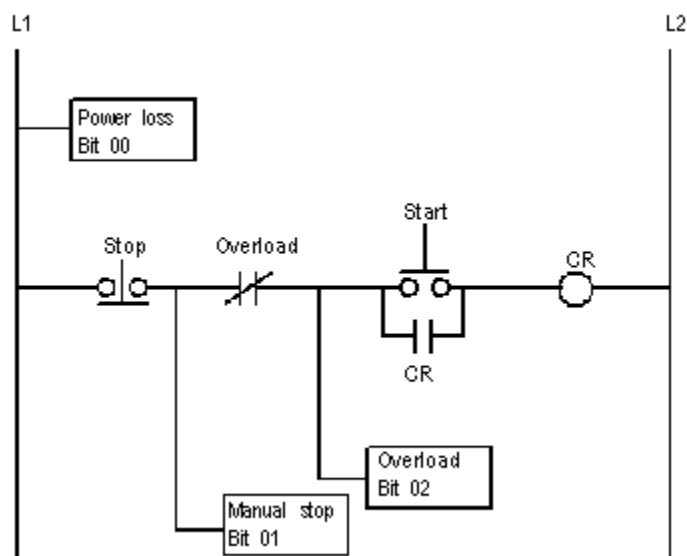 L1
L2
Power loss
Bit 00
Start
Stop
Overload
CR
CR
Overload
Bit 02
Manual stop
Bit 01